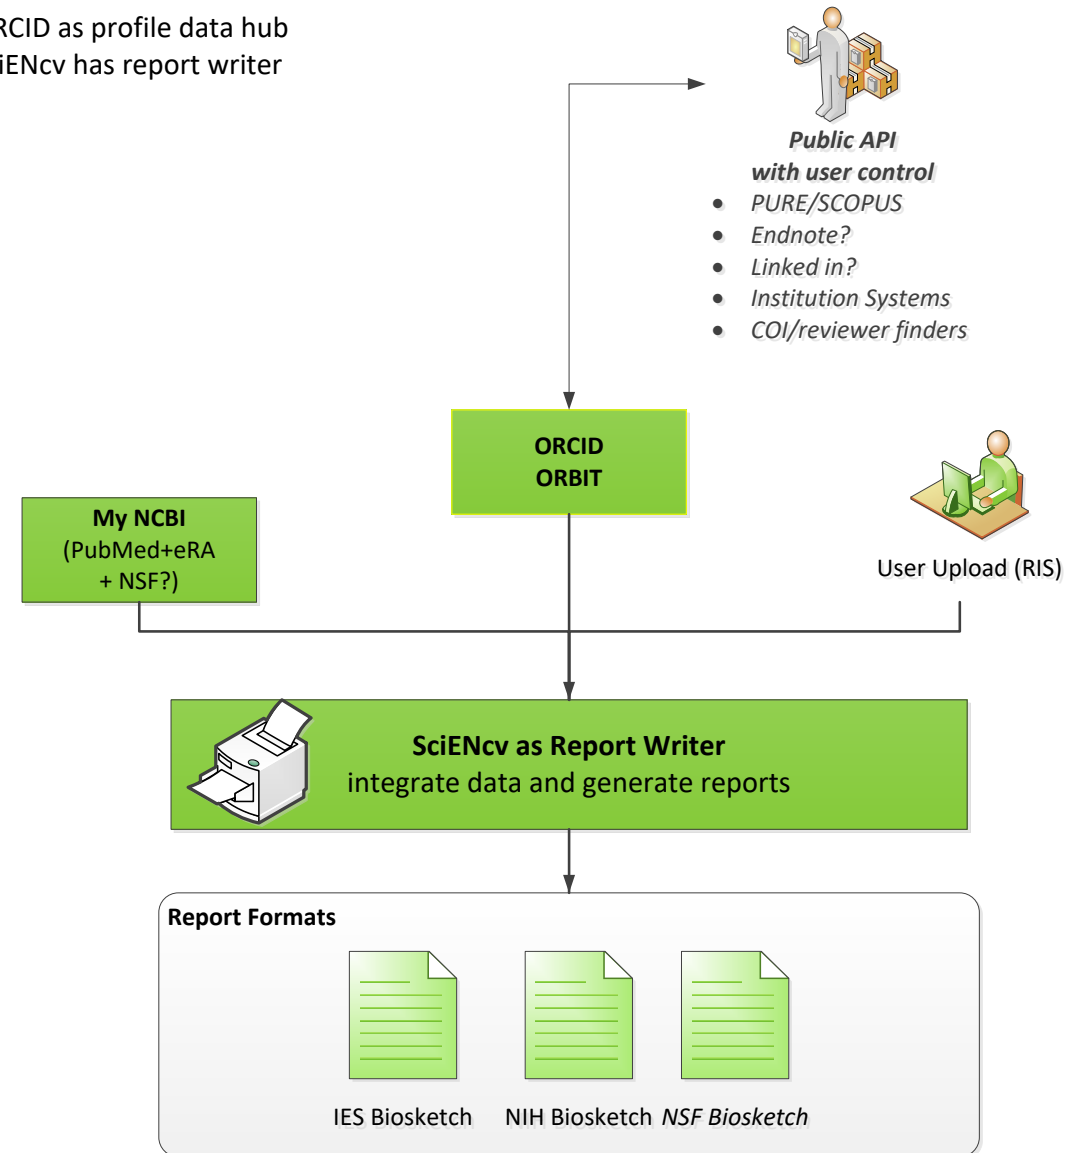 RCID as profile data hub
iENcv has report writer
Public API
with user control
• PURE/SCOPUS
• Endnote?
• Linked in?
• Institution Systems
• COI/reviewer finders
ORCID
ORBIT
My NCBI
(PubMed+eRA
+ NSF?)
User Upload (RIS)
SciENcv as Report Writer
integrate data and generate reports
Report Formats
IES Biosketch
NIH Biosketch
NSF Biosketch